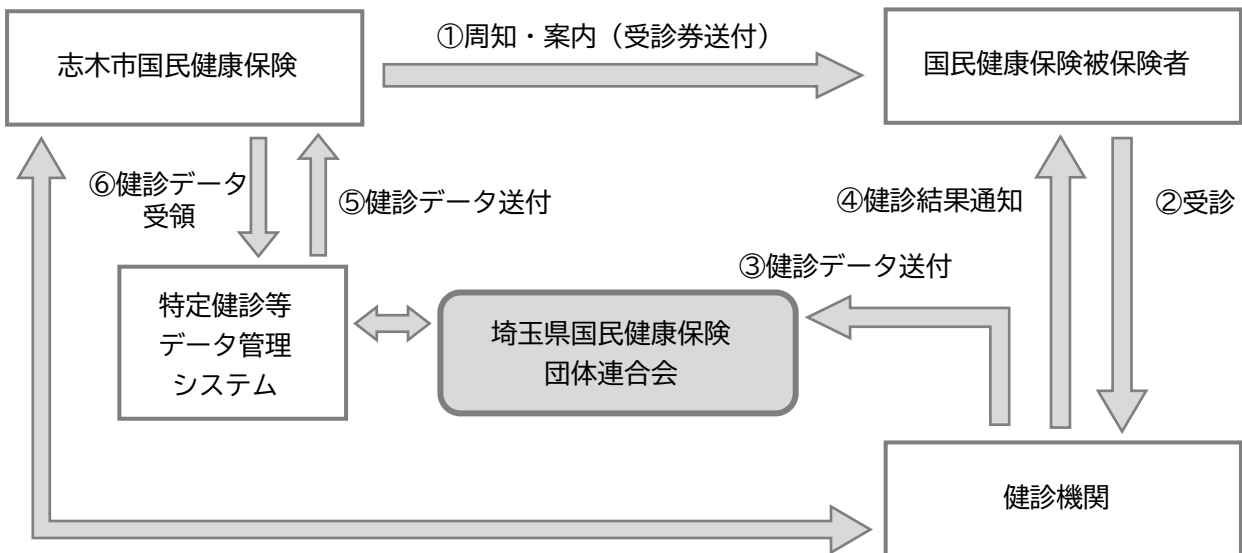 ①周知・案内（受診券送付）
志木市国民健康保険
国民健康保険被保険者
⑥健診データ
受領
⑤健診データ送付
④健診結果通知
②受診
③健診データ送付
特定健診等
データ管理
システム
埼玉県国民健康保険
団体連合会
健診機関